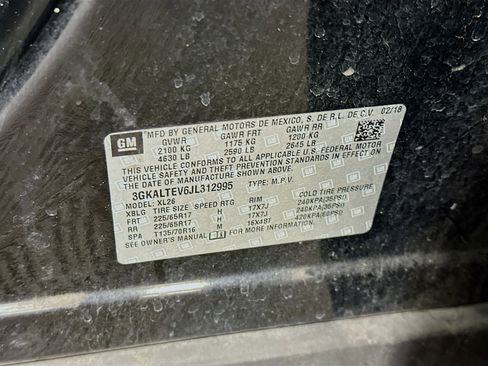 GM
MFD BY GENERAL MOTORS DE MEXICO, S. DE R.L. DE C.V. 02/18
GVWR GAWR FRT GAWR RR
2100 KG 1175 KG 1200 KG
4630 LB 2590 LB 2645 LB
THIS VEHICLE CONFORMS TO ALL APPLICABLE U.S. FEDERAL MOTOR
VEHICLE SAFETY AND THEFT PREVENTION STANDARDS IN EFFECT ON
THE DATE OF MANUFACTURE SHOWN ABOVE.
3GKALTEV6JL312995 TYPE: M.P.V.
MODEL: XL26
XBLG TIRE SIZE SPEED RTG RIM COLD TIRE PRESSURE
FRT 225/65R17 H 17X7J 240KPA(35PSI)
RR 225/65R17 H 17X7J 240KPA(35PSI)
SPA T135/70R16 M 16X4BT 420KPA(60PSI)
SEE OWNER'S MANUAL FOR MORE INFORMATION.